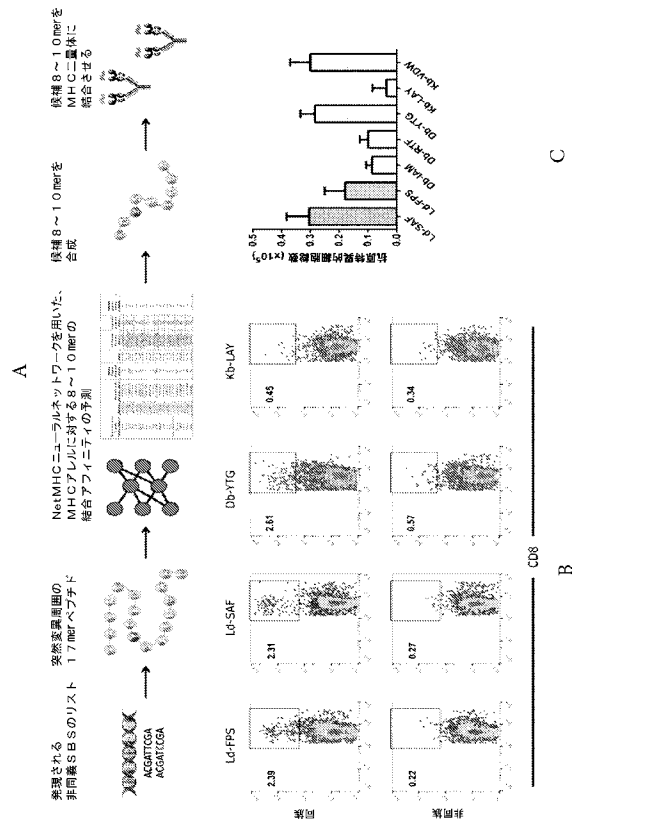 A
発現される
非同義SBSのリスト
ACGATTCGA
ACGATCCGA
突然変異周囲の
17merペプチド
NetMHCニューラルネットワークを用いた、
MHCアレルに対する8~10merの
結合アフィニティの予測
候補8~10merを
合成
候補8~10merを
MHC二量体に
結合させる
B
Ld-FPS
Ld-SAF
Db-YTG
Kb-LAY
同族
2.39
2.31
2.61
0.45
非同族
0.22
0.27
0.57
0.34
CD8
C
抗原特異的細胞総数 (×10⁵)
0.5
0.4
0.3
0.2
0.1
0.0
Ld-SAF
Ld-FPS
Db-IAM
Db-RTF
Db-YTG
Kb-LAY
Kb-VDW